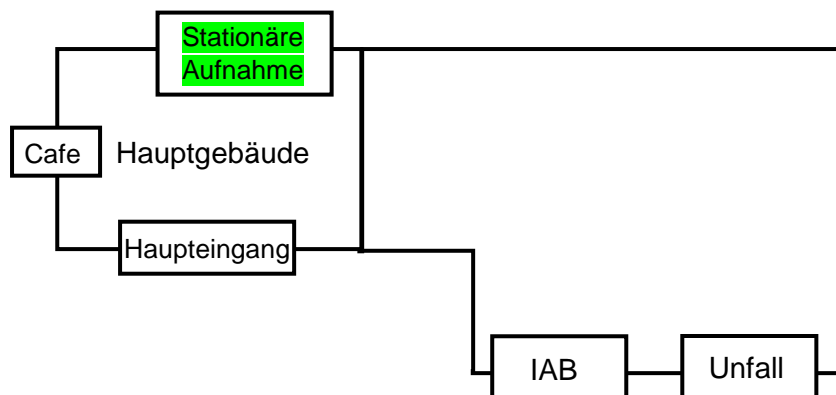 Stationäre
Aufnahme
Cafe
Hauptgebäude
Haupteingang
IAB
Unfall